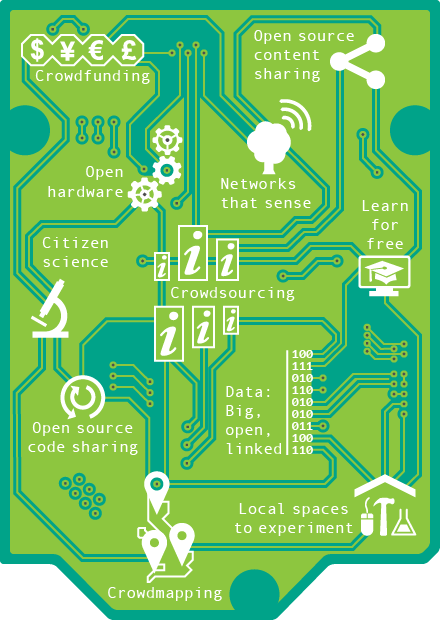 $ ¥ € £
Crowdfunding
Open source
content
sharing
Open
hardware
Networks
that sense
Learn
for
free
Citizen
science
i i i
Crowdsourcing
i i i
100
111
010
110
010
010
011
100
110
Data:
Big,
open,
linked
Open source
code sharing
Local spaces
to experiment
Crowdmapping